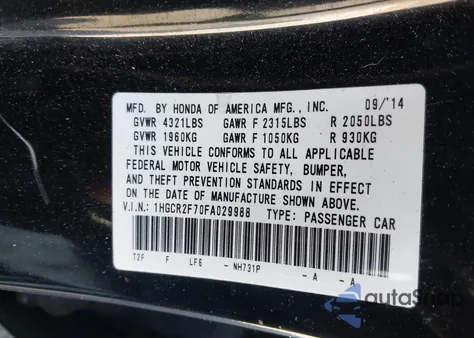 MFD. BY HONDA OF AMERICA MFG., INC. 09/'14
GVWR 4321LBS GAWR F 2315LBS R 2050LBS
GVWR 1960KG GAWR F 1050KG R 930KG
THIS VEHICLE CONFORMS TO ALL APPLICABLE
FEDERAL MOTOR VEHICLE SAFETY, BUMPER,
AND THEFT PREVENTION STANDARDS IN EFFECT
ON THE DATE OF MANUFACTURE SHOWN ABOVE.
V.I.N.: 1HGCR2F70FA029988 TYPE: PASSENGER CAR
T2F F LFS - NH731P - A - A
autoSnap